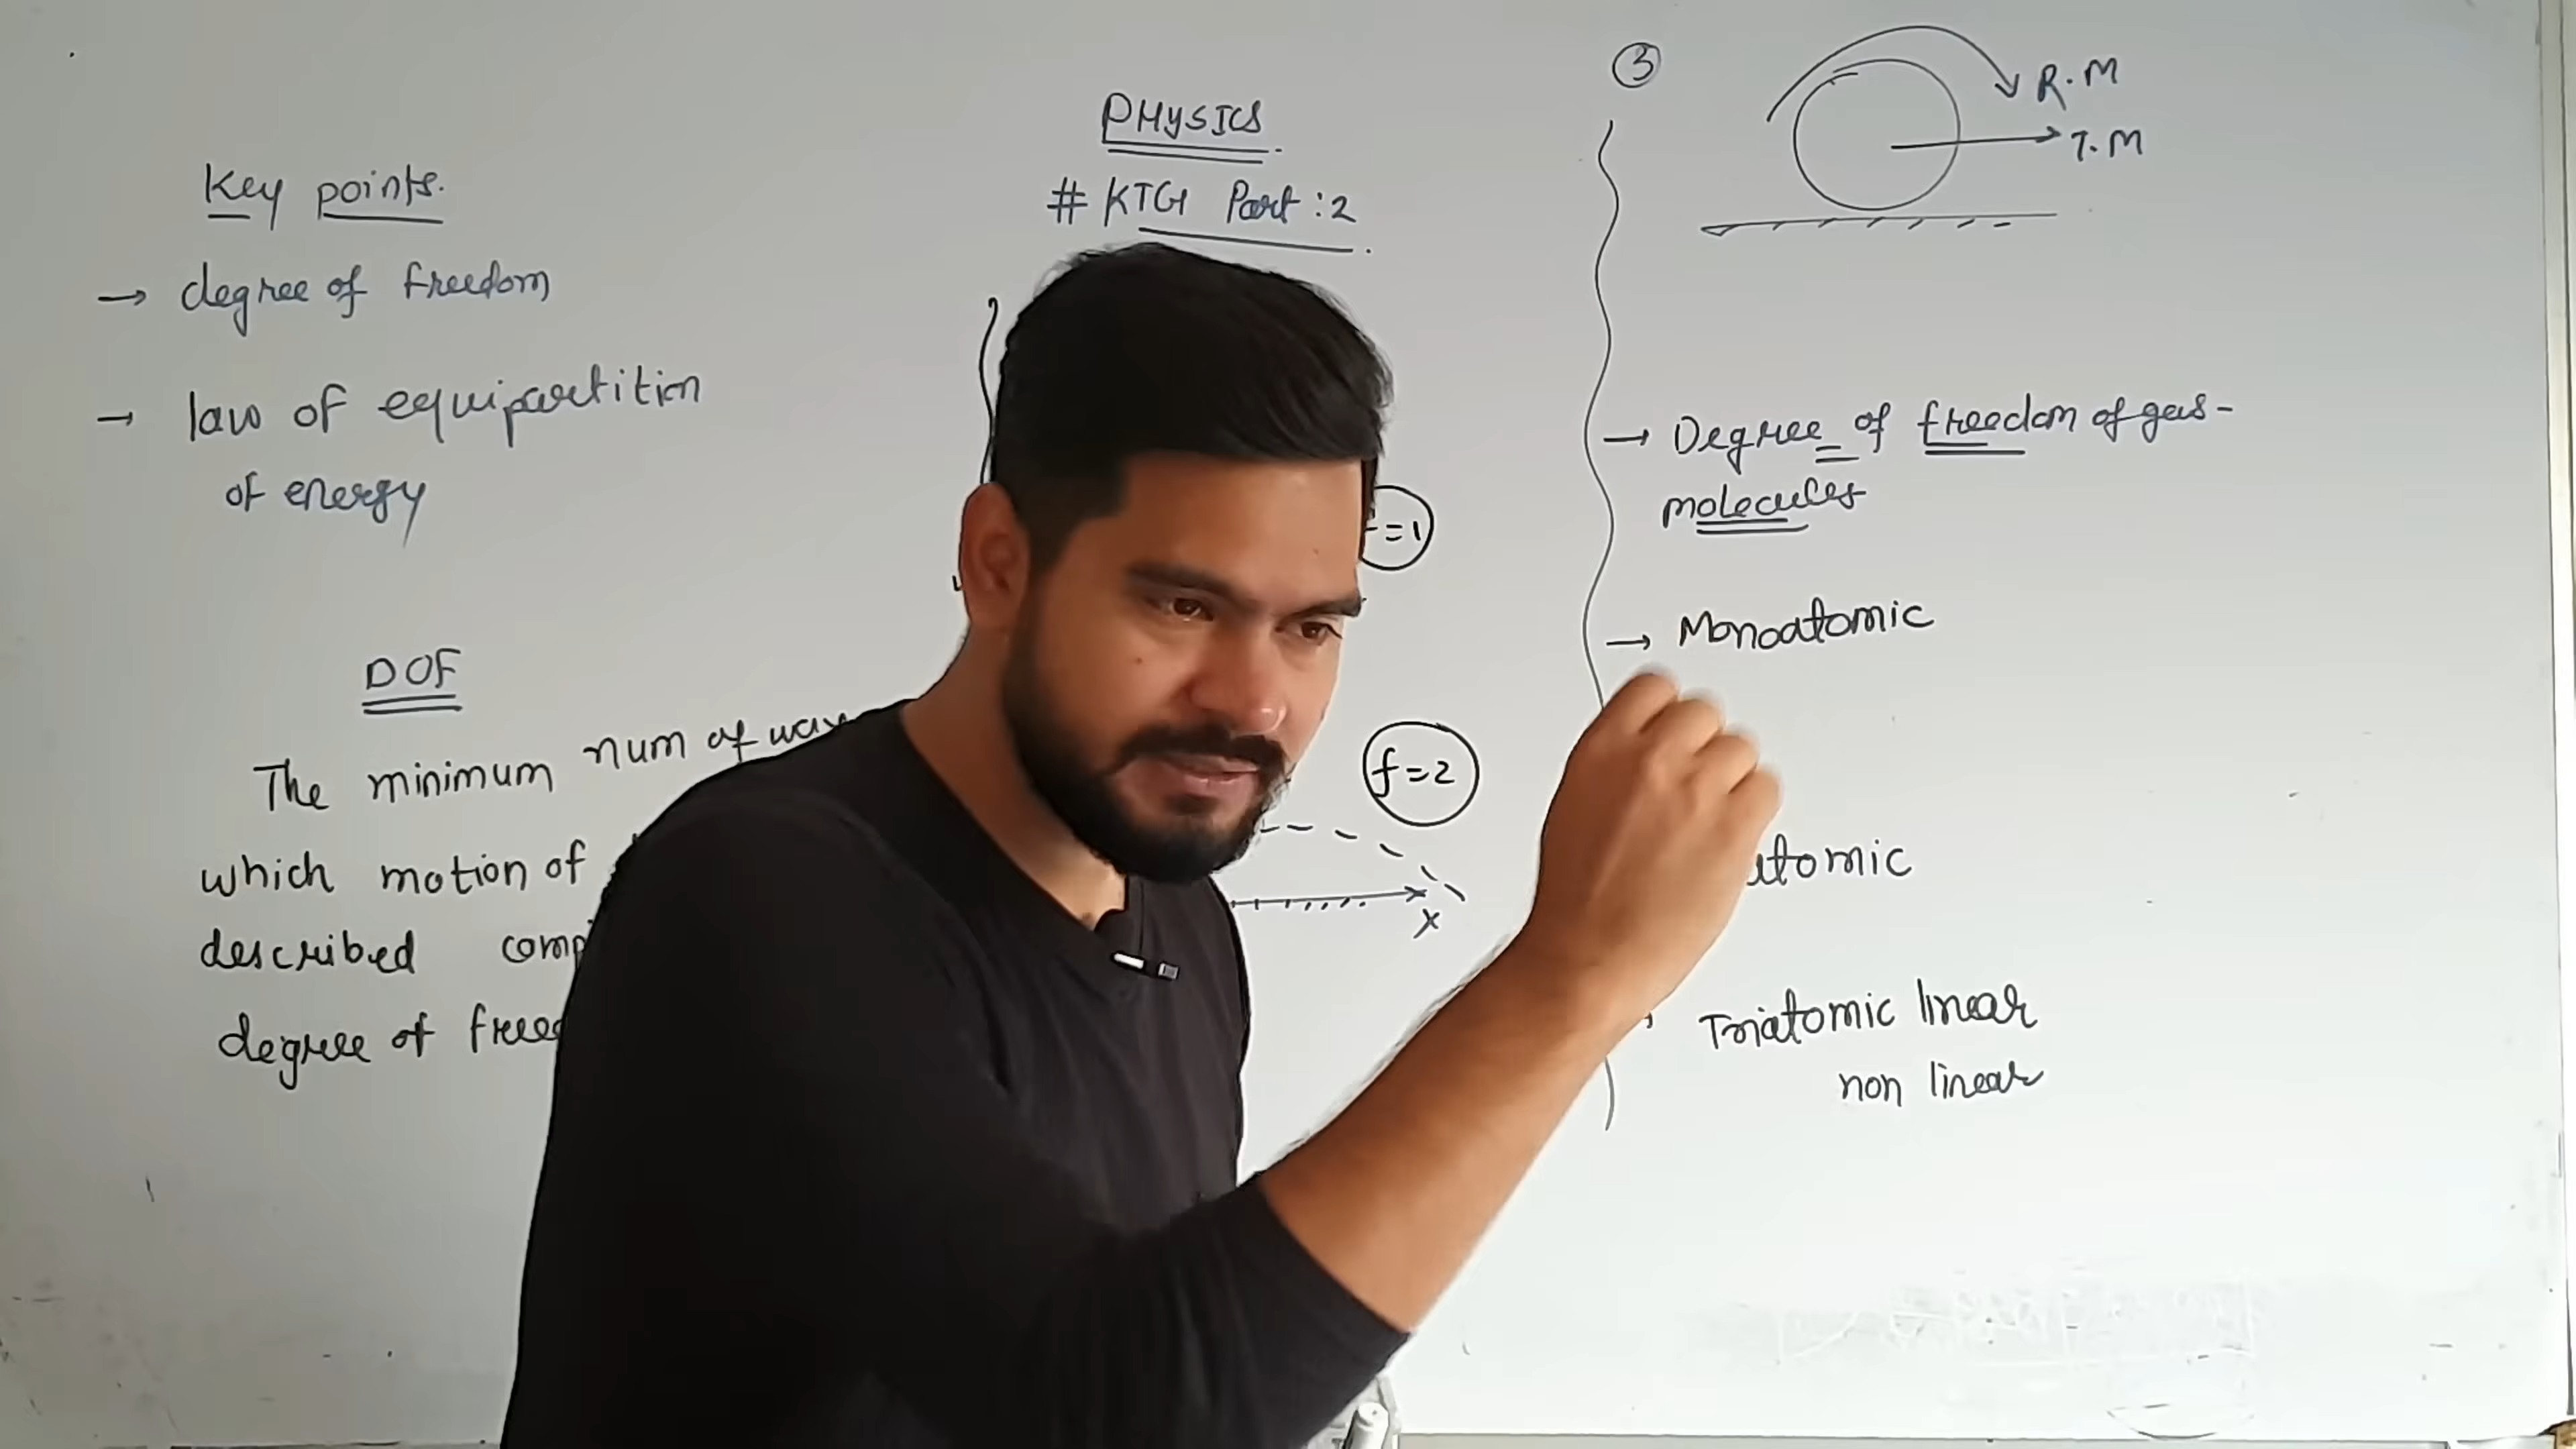 PHYSICS
# KTG Part : 2
Key points.
→ degree of freedom
→ law of equipartition
of energy
DOF
The minimum num of
which motion of
described
degree of
=1
f=2
X
③
R.M
T.M
→ Degree of freedom of gas-
molecules
→ Monoatomic
atomic
Triatomic linear
non linear